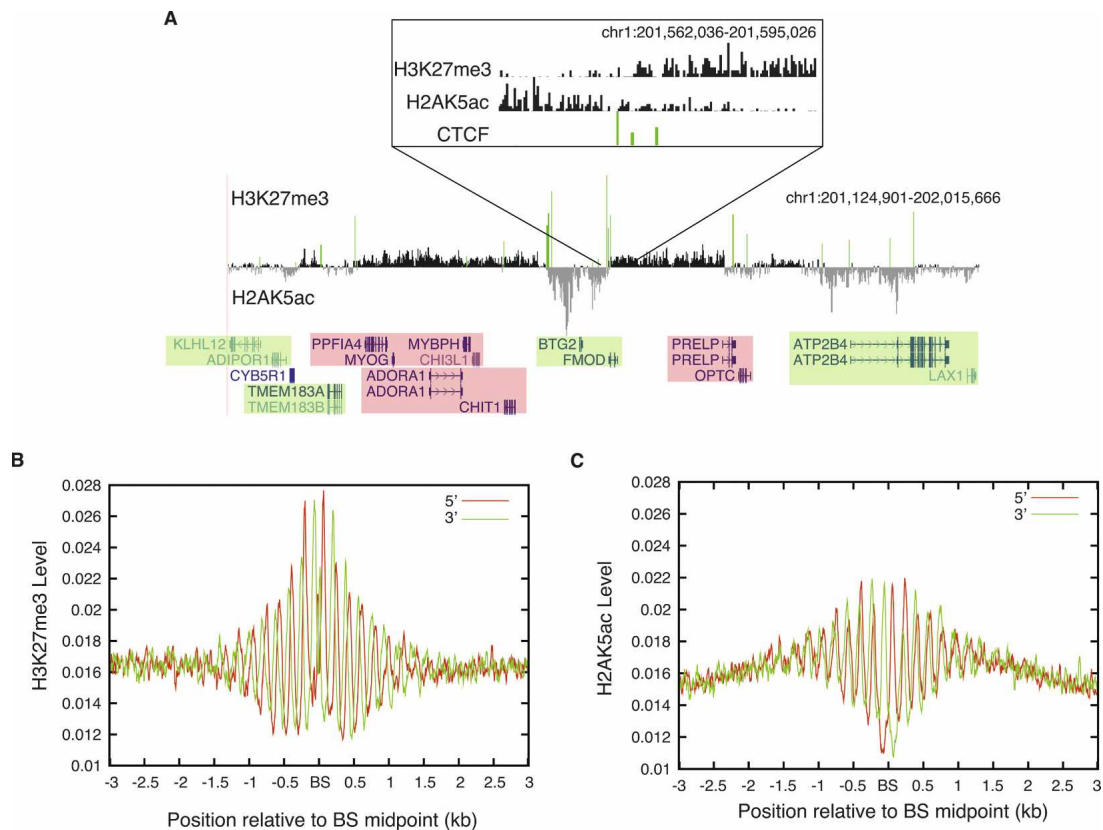 A
chr1:201,562,036-201,595,026
H3K27me3
H2AK5ac
CTCF
H3K27me3
chr1:201,124,901-202,015,666
H2AK5ac
KLHL12
ADIPOR1
CYB5R1
TMEM183A
TMEM183B
PPFIA4 MYBPH
MYOG CHI3L1
ADORA1
ADORA1
CHIT1
BTG2
FMOD
PRELP
PRELP
OPTC
ATP2B4
ATP2B4
LAX1
B
0.028
0.026
0.024
0.022
0.02
0.018
0.016
0.014
0.012
0.01
H3K27me3 Level
5'
3'
-3 -2.5 -2 -1.5 -1 -0.5 BS 0.5 1 1.5 2 2.5 3
Position relative to BS midpoint (kb)
C
0.028
0.026
0.024
0.022
0.02
0.018
0.016
0.014
0.012
0.01
H2AK5ac Level
5'
3'
-3 -2.5 -2 -1.5 -1 -0.5 BS 0.5 1 1.5 2 2.5 3
Position relative to BS midpoint (kb)